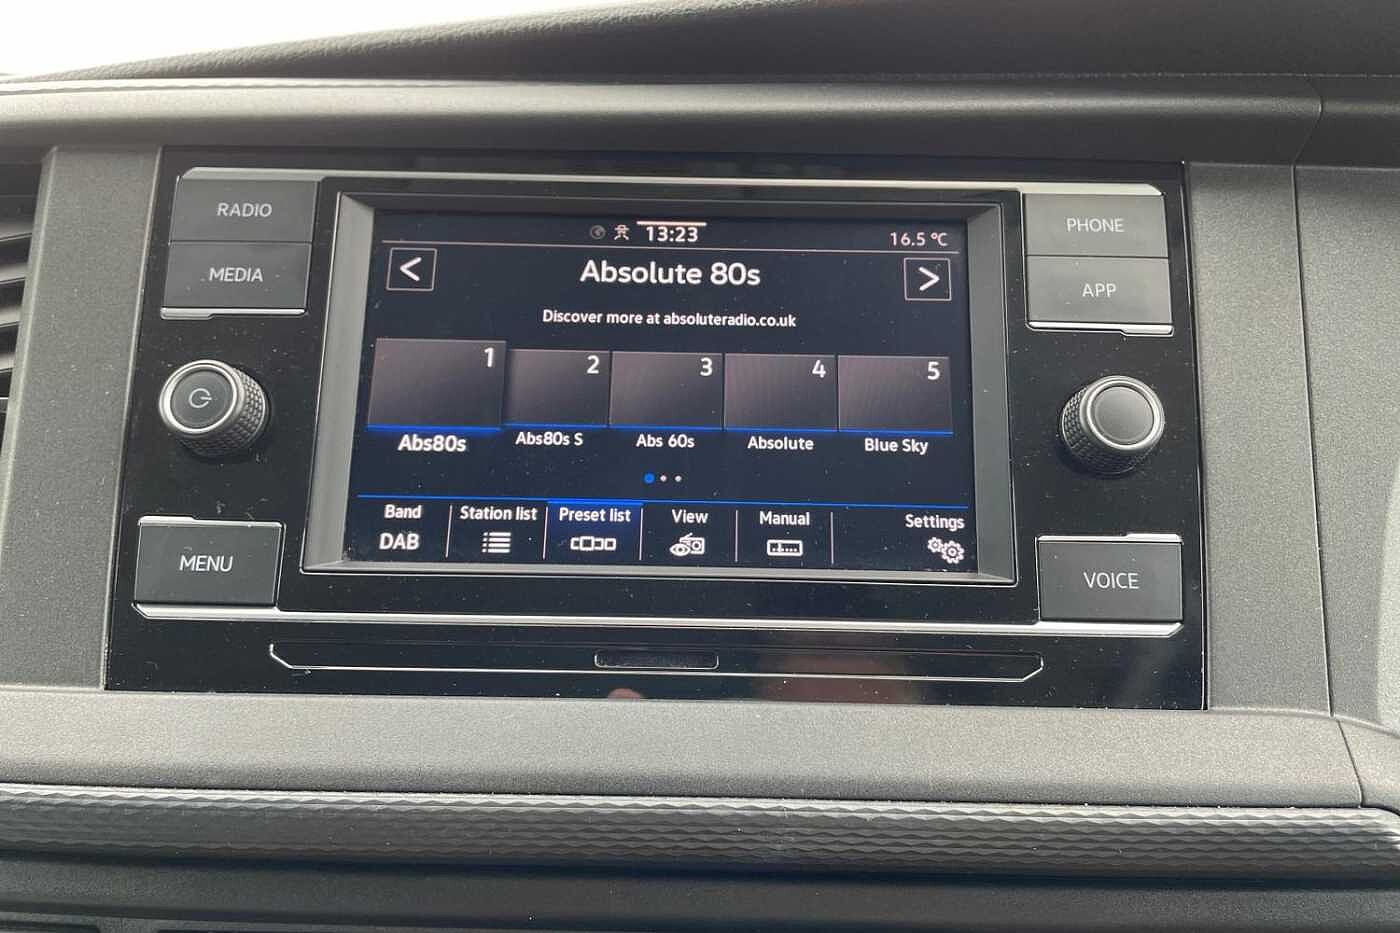 RADIO
MEDIA
MENU
13:23
16.5 °C
<
Absolute 80s
>
Discover more at absoluteradio.co.uk
1
2
3
4
5
Abs80s
Abs80s S
Abs 60s
Absolute
Blue Sky
Band
DAB
Station list
Preset list
View
Manual
Settings
PHONE
APP
VOICE